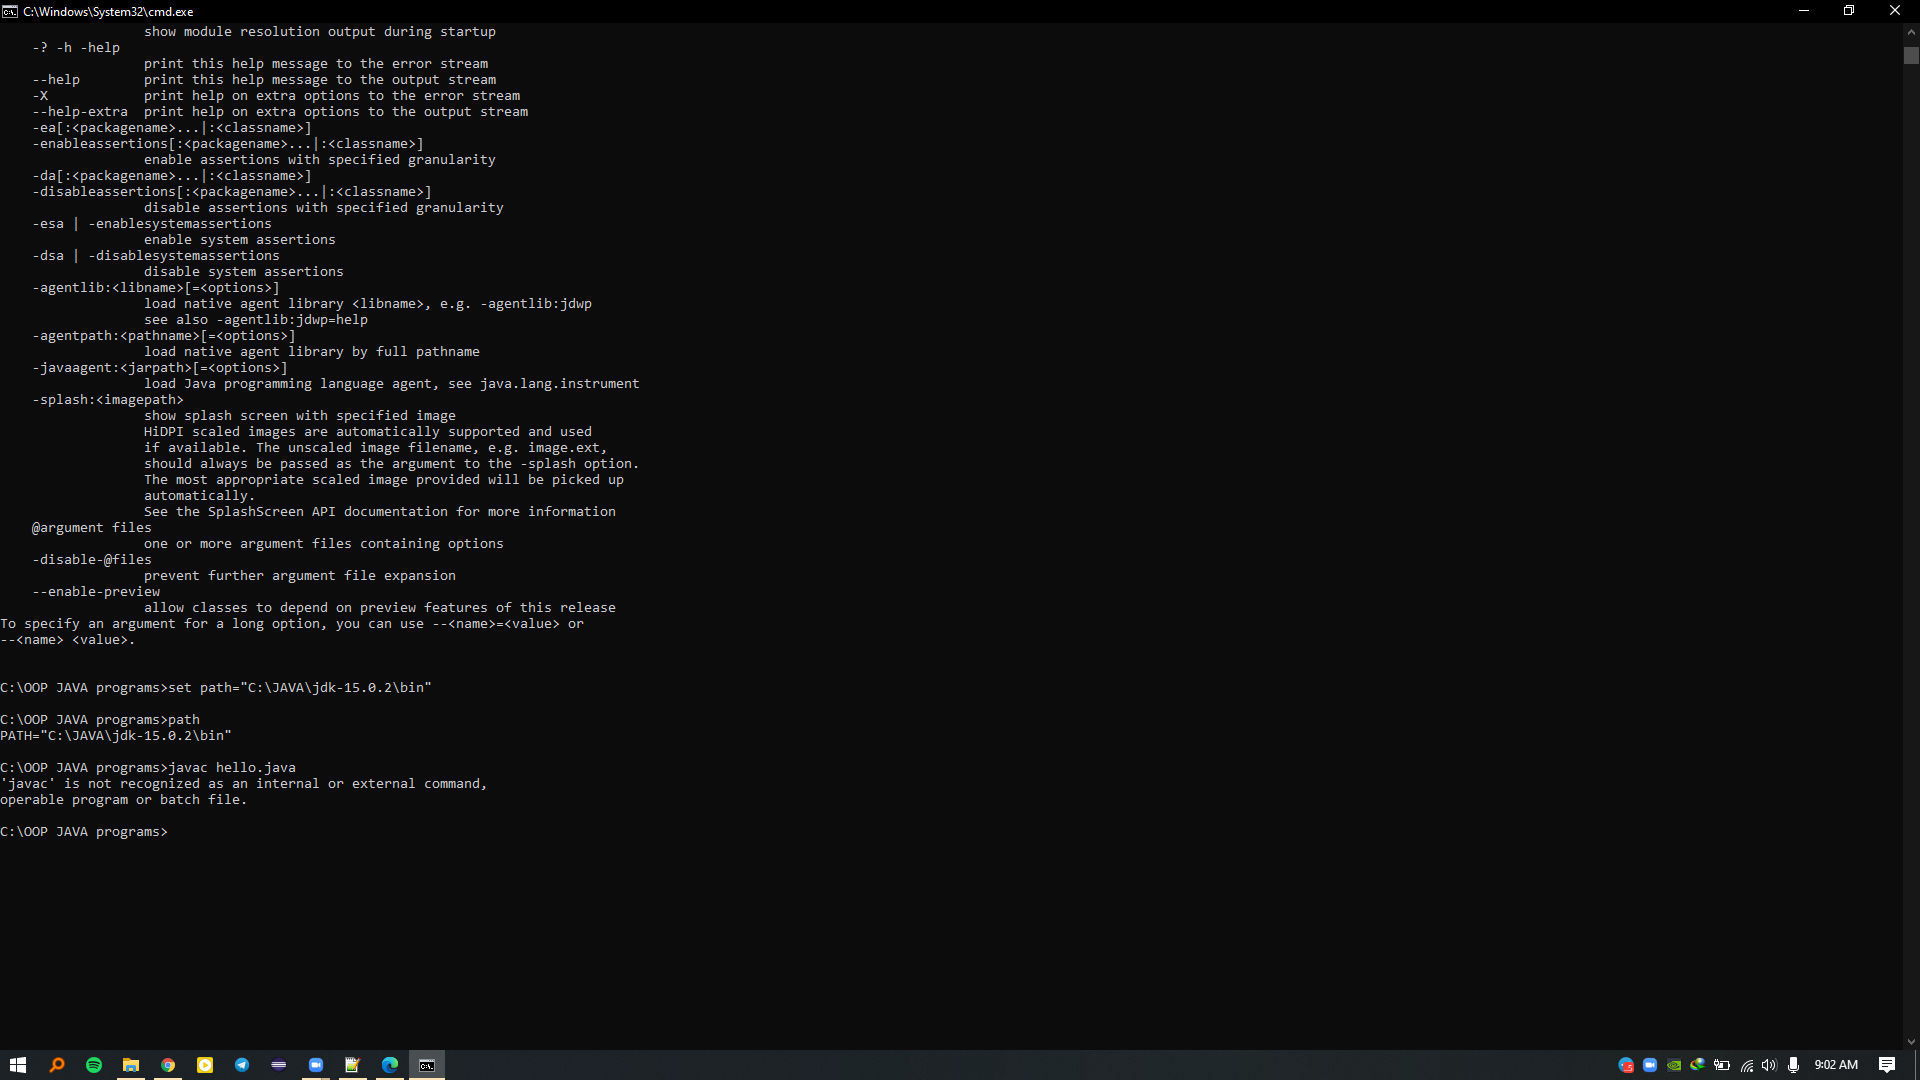 C:\Windows\System32\cmd.exe
show module resolution output during startup
-? -h -help
print this help message to the error stream
--help print this help message to the output stream
-X print help on extra options to the error stream
--help-extra print help on extra options to the output stream
-ea[:<packagename>...|:<classname>]
-enableassertions[:<packagename>...|:<classname>]
enable assertions with specified granularity
-da[:<packagename>...|:<classname>]
-disableassertions[:<packagename>...|:<classname>]
disable assertions with specified granularity
-esa | -enablesystemassertions
enable system assertions
-dsa | -disablesystemassertions
disable system assertions
-agentlib:<libname>[=<options>]
load native agent library <libname>, e.g. -agentlib:jdwp
see also -agentlib:jdwp=help
-agentpath:<pathname>[=<options>]
load native agent library by full pathname
-javaagent:<jarpath>[=<options>]
load Java programming language agent, see java.lang.instrument
-splash:<imagepath>
show splash screen with specified image
HiDPI scaled images are automatically supported and used
if available. The unscaled image filename, e.g. image.ext,
should always be passed as the argument to the -splash option.
The most appropriate scaled image provided will be picked up
automatically.
See the SplashScreen API documentation for more information
@argument files
one or more argument files containing options
-disable-@files
prevent further argument file expansion
--enable-preview
allow classes to depend on preview features of this release
To specify an argument for a long option, you can use --<name>=<value> or
--<name> <value>.
C:\OOP JAVA programs>set path="C:\JAVA\jdk-15.0.2\bin"
C:\OOP JAVA programs>path
PATH="C:\JAVA\jdk-15.0.2\bin"
C:\OOP JAVA programs>javac hello.java
'javac' is not recognized as an internal or external command,
operable program or batch file.
C:\OOP JAVA programs>
9:02 AM